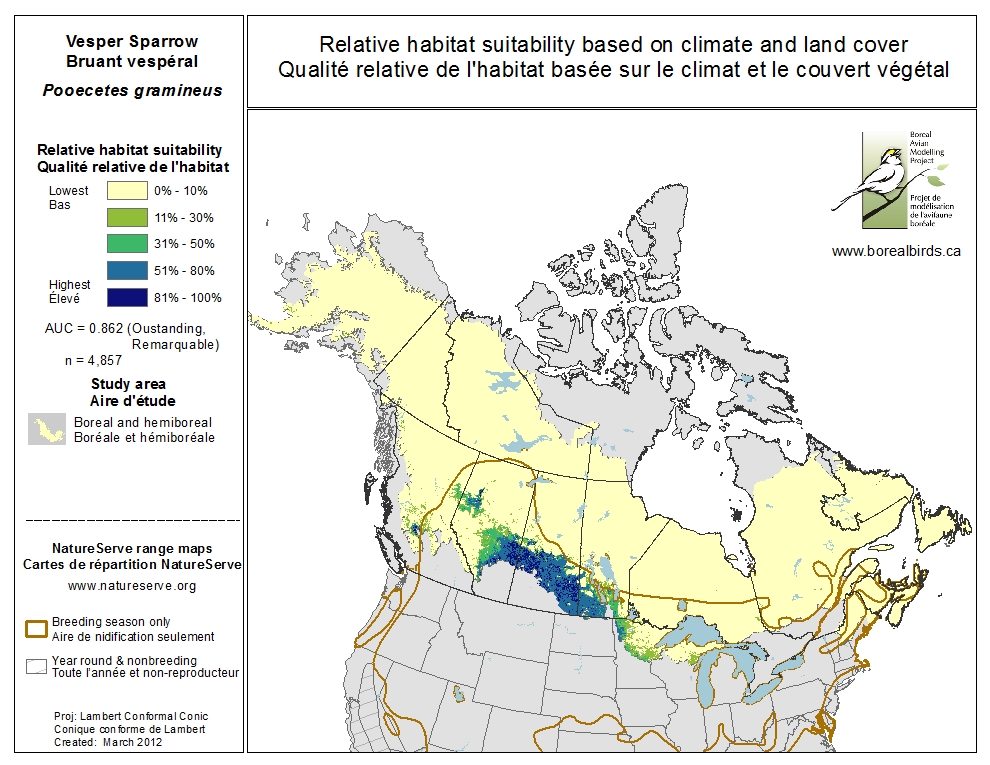 Vesper Sparrow
Bruant vespéral
Pooecetes gramineus
Relative habitat suitability
Qualité relative de l'habitat
Lowest
Bas
0% - 10%
11% - 30%
31% - 50%
51% - 80%
Highest
Élevé
81% - 100%
AUC = 0.862 (Oustanding,
Remarquable)
n = 4,857
Study area
Aire d'étude
Boreal and hemiboreal
Boréale et hémiboréale
NatureServe range maps
Cartes de répartition NatureServe
www.natureserve.org
Breeding season only
Aire de nidification seulement
Year round & nonbreeding
Toute l'année et non-reproducteur
Proj: Lambert Conformal Conic
Conique conforme de Lambert
Created: March 2012
Relative habitat suitability based on climate and land cover
Qualité relative de l'habitat basée sur le climat et le couvert végétal
Boreal
Avian
Modelling
Project
Projet de
modélisation
de l'avifaune
boréale
www.borealbirds.ca